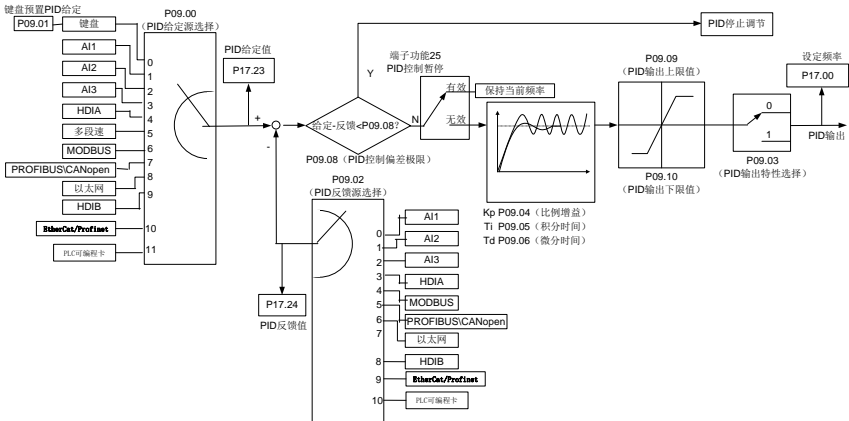 键盘预置PID给定
P09.01
键盘
AI1
AI2
AI3
HDIA
多段速
MODBUS
PROFIBUS\CANopen
以太网
HDIB
EtherCat/Profinet
PLC可编程卡
P09.00
（PID给定源选择）
0
1
2
3
4
5
6
7
8
9
10
11
PID给定值
P17.23
+
-
给定-反馈<P09.08？
Y
N
P09.08（PID控制偏差极限）
PID停止调节
端子功能25
PID控制暂停
有效
无效
保持当前频率
Kp P09.04（比例增益）
Ti P09.05（积分时间）
Td P09.06（微分时间）
P09.09
（PID输出上限值）
P09.10
（PID输出下限值）
0
1
P09.03
（PID输出特性选择）
设定频率
P17.00
PID输出
P09.02
（PID反馈源选择）
P17.24
PID反馈值
0
1
2
3
4
5
6
7
8
9
10
AI1
AI2
AI3
HDIA
MODBUS
PROFIBUS\CANopen
以太网
HDIB
EtherCat/Profinet
PLC可编程卡